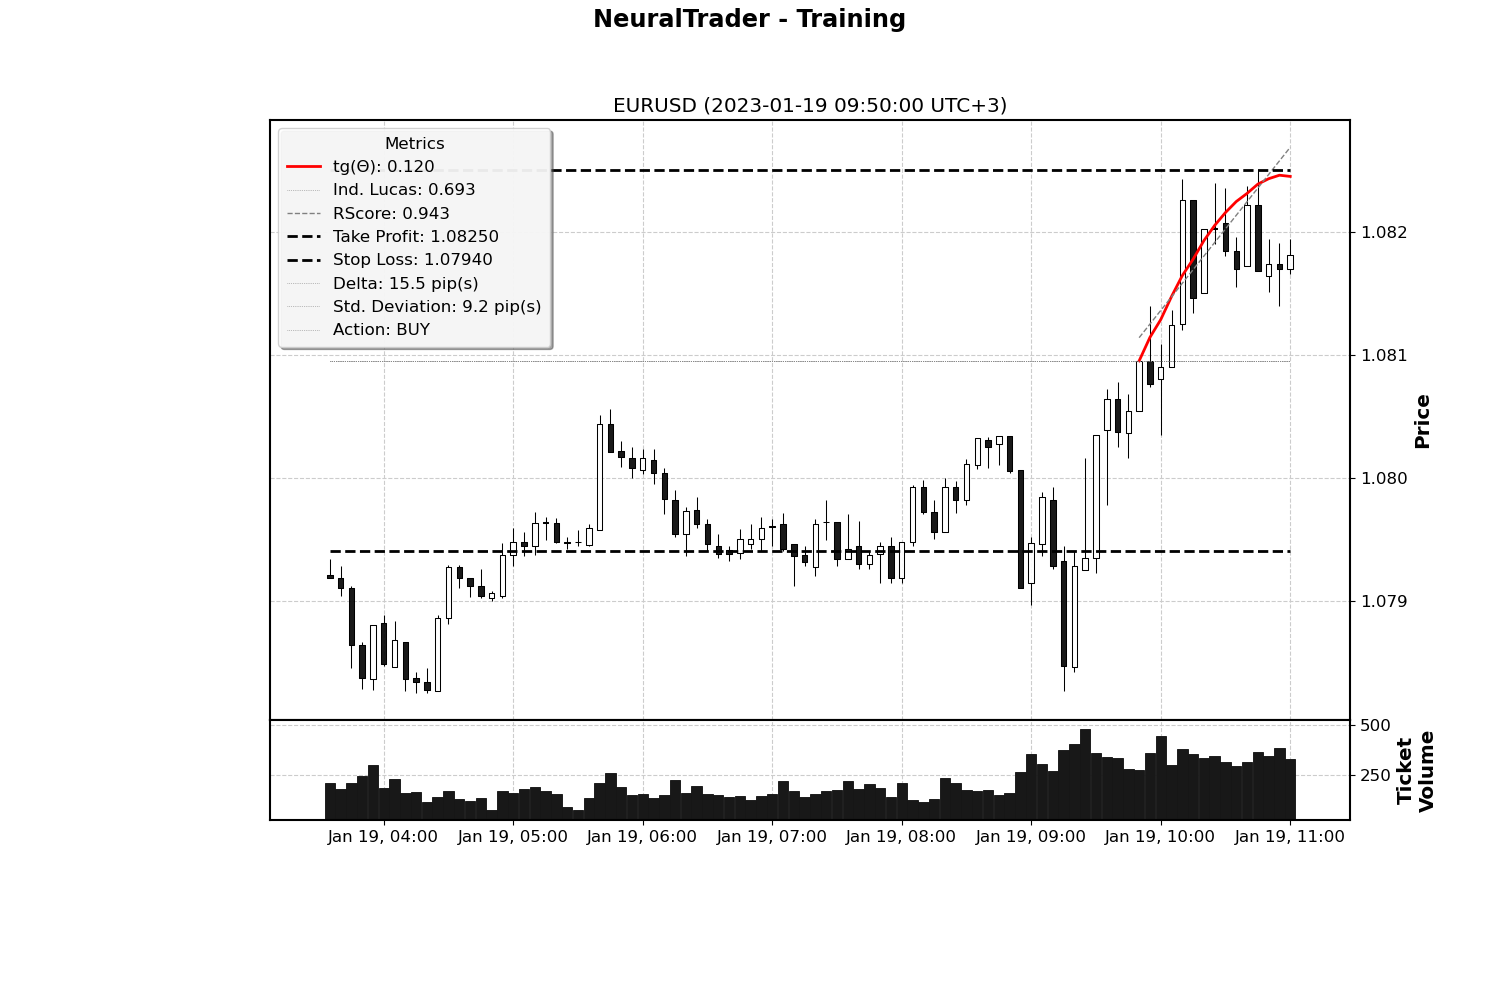 NeuralTrader - Training
EURUSD (2023-01-19 09:50:00 UTC+3)
Metrics
tg(Θ): 0.120
Ind. Lucas: 0.693
RScore: 0.943
Take Profit: 1.08250
Stop Loss: 1.07940
Delta: 15.5 pip(s)
Std. Deviation: 9.2 pip(s)
Action: BUY
1.082
1.081
1.080
1.079
Price
500
250
Ticket
Volume
Jan 19, 04:00
Jan 19, 05:00
Jan 19, 06:00
Jan 19, 07:00
Jan 19, 08:00
Jan 19, 09:00
Jan 19, 10:00
Jan 19, 11:00